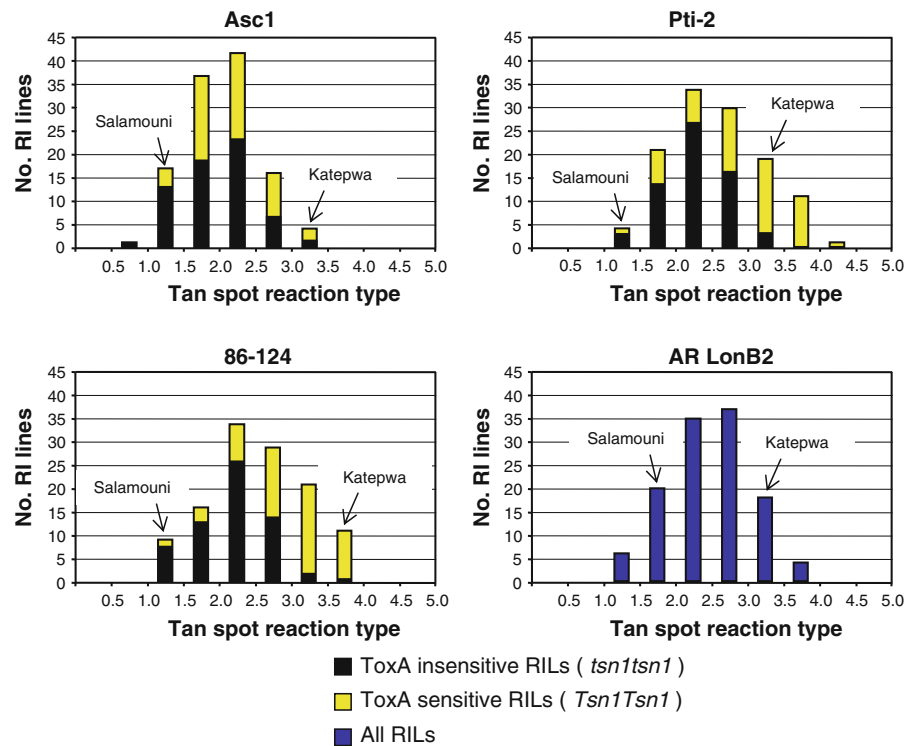 Asc1
No. RI lines
45
40
35
30
25
20
15
10
5
0
Salamouni
Katepwa
0.5 1.0 1.5 2.0 2.5 3.0 3.5 4.0 5.0
Tan spot reaction type
Pti-2
No. RI lines
45
40
35
30
25
20
15
10
5
0
Katepwa
Salamouni
0.5 1.0 1.5 2.0 2.5 3.0 3.5 4.0 5.0
Tan spot reaction type
86-124
No. RI lines
45
40
35
30
25
20
15
10
5
0
Salamouni
Katepwa
0.5 1.0 1.5 2.0 2.5 3.0 3.5 4.0 5.0
Tan spot reaction type
AR LonB2
No. RI lines
45
40
35
30
25
20
15
10
5
0
Salamouni
Katepwa
0.5 1.0 1.5 2.0 2.5 3.0 3.5 4.0 5.0
Tan spot reaction type
ToxA insensitive RILs ( tsn1tsn1 )
ToxA sensitive RILs ( Tsn1Tsn1 )
All RILs